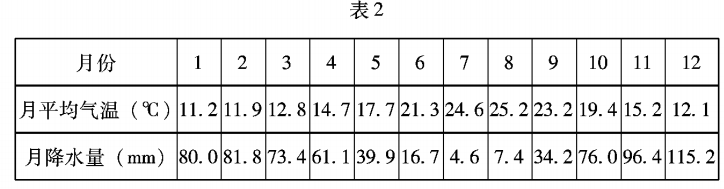 表2
月份 1 2 3 4 5 6 7 8 9 10 11 12
月平均气温（℃） 11.2 11.9 12.8 14.7 17.7 21.3 24.6 25.2 23.2 19.4 15.2 12.1
月降水量（mm） 80.0 81.8 73.4 61.1 39.9 16.7 4.6 7.4 34.2 76.0 96.4 115.2